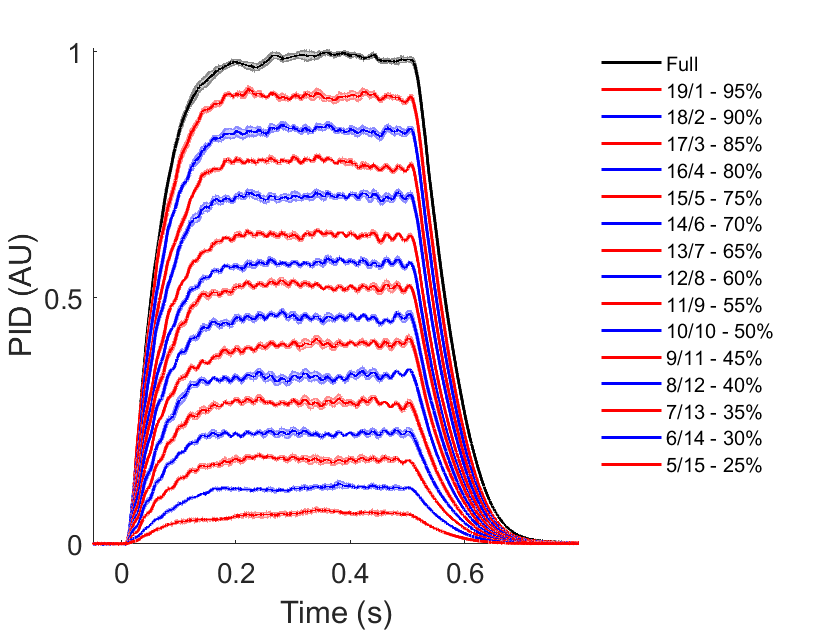 1
0.5
0
PID (AU)
0
0.2
0.4
0.6
Time (s)
Full
19/1 - 95%
18/2 - 90%
17/3 - 85%
16/4 - 80%
15/5 - 75%
14/6 - 70%
13/7 - 65%
12/8 - 60%
11/9 - 55%
10/10 - 50%
9/11 - 45%
8/12 - 40%
7/13 - 35%
6/14 - 30%
5/15 - 25%